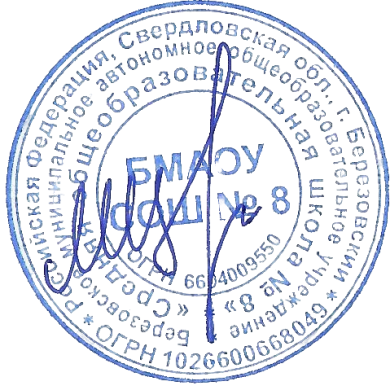 Российская Федерация, Свердловская обл., г. Березовский * ОГРН 1026600668049 *
Березовское муниципальное автономное общеобразовательное учреждение
«Средняя общеобразовательная школа № 8»
БМАОУ
СОШ № 8
ОГРН 6604009550